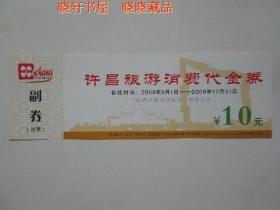 晓轩书屋 晓晓藏品
副
券
许昌旅游消费代金券
有效时间：2009年5月1日——2009年12月31日
￥10元